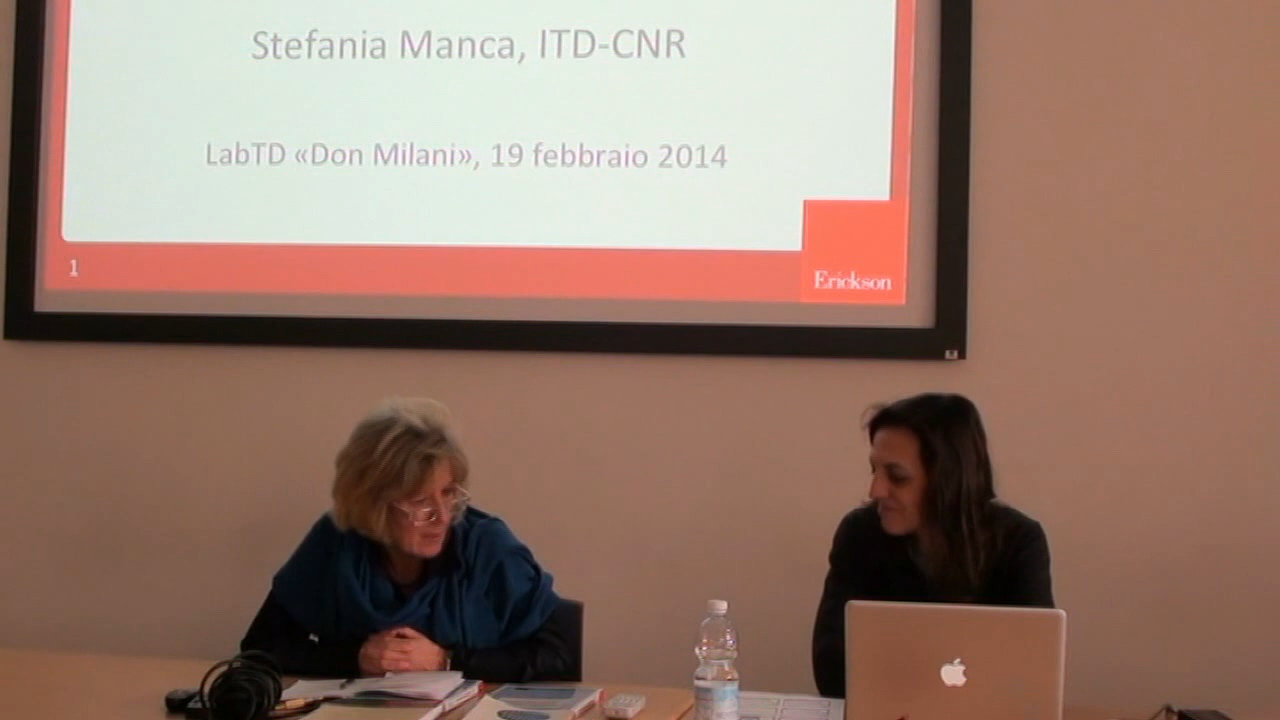 Stefania Manca, ITD-CNR
LabTD «Don Milani», 19 febbraio 2014
1
Erickson